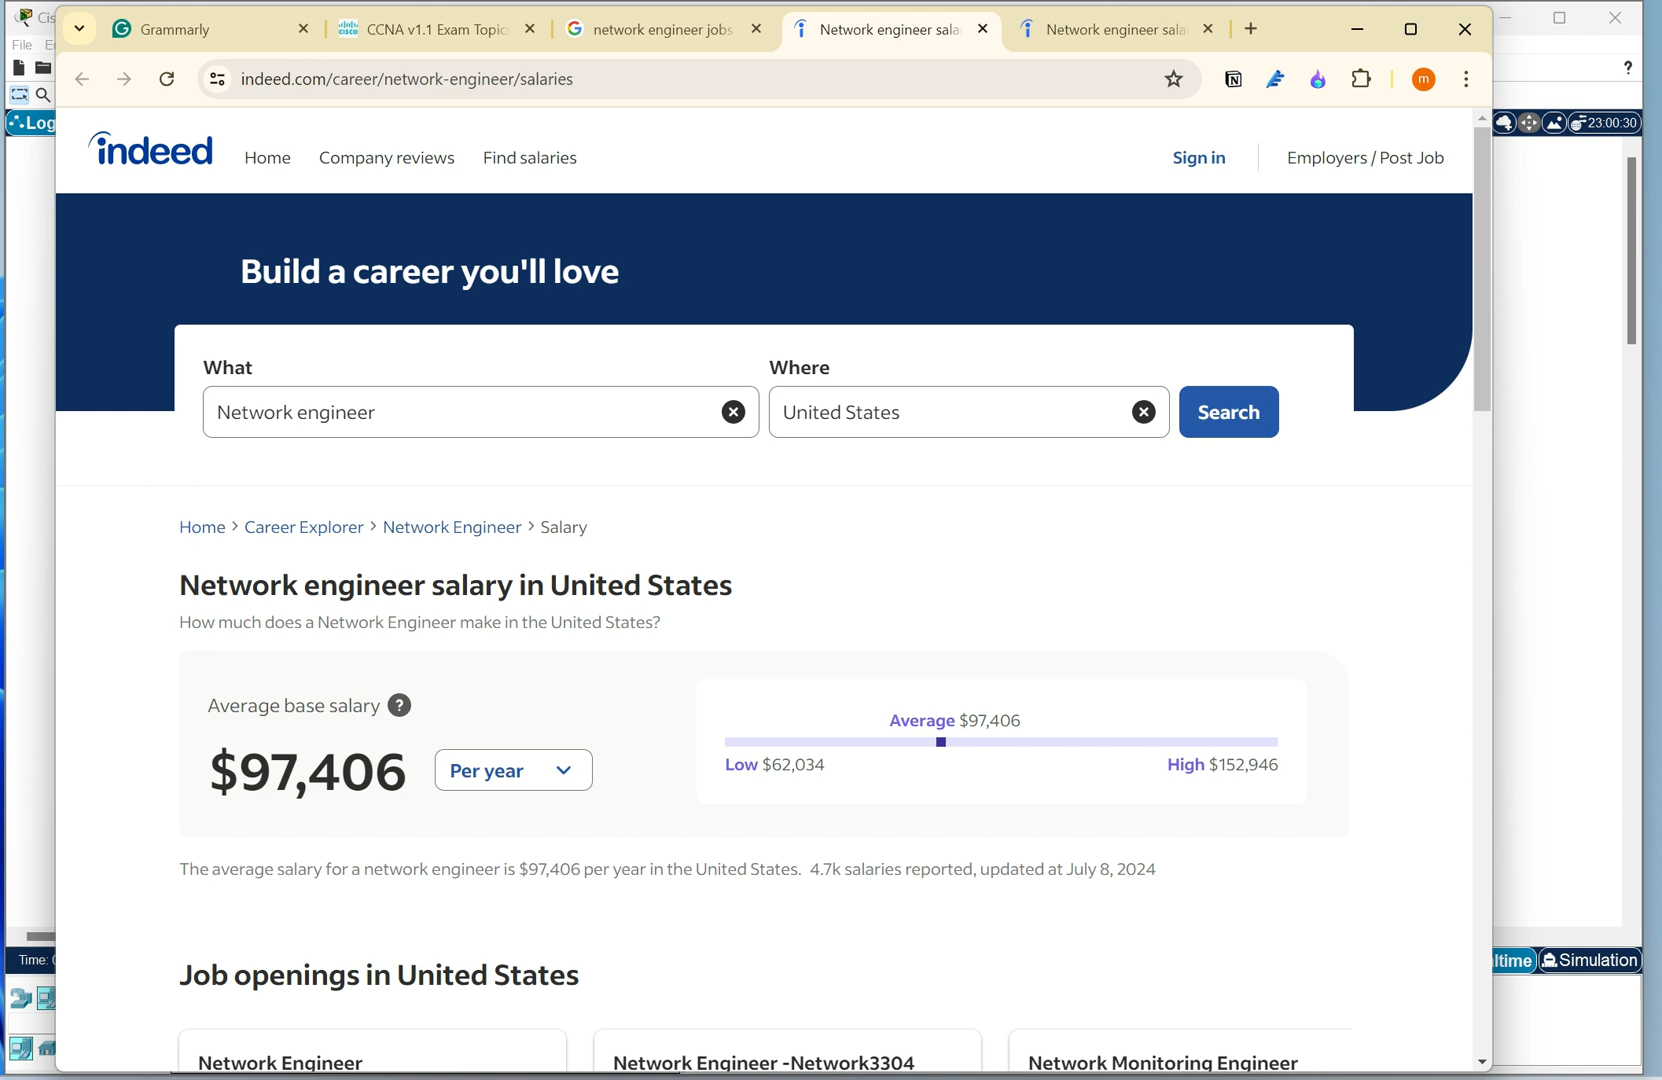 Cis
Grammarly
CCNA v1.1 Exam Topics
network engineer jobs
Network engineer sala
Network engineer sala
File
indeed.com/career/network-engineer/salaries
m
?
Log
23:00:30
indeed
Home
Company reviews
Find salaries
Sign in
Employers / Post Job
Build a career you'll love
What
Where
Network engineer
United States
Search
Home > Career Explorer > Network Engineer > Salary
Network engineer salary in United States
How much does a Network Engineer make in the United States?
Average base salary ?
Average $97,406
$97,406
Per year
Low $62,034
High $152,946
The average salary for a network engineer is $97,406 per year in the United States. 4.7k salaries reported, updated at July 8, 2024
Time: 0
ltime
Simulation
Job openings in United States
Network Engineer
Network Engineer -Network3304
Network Monitoring Engineer